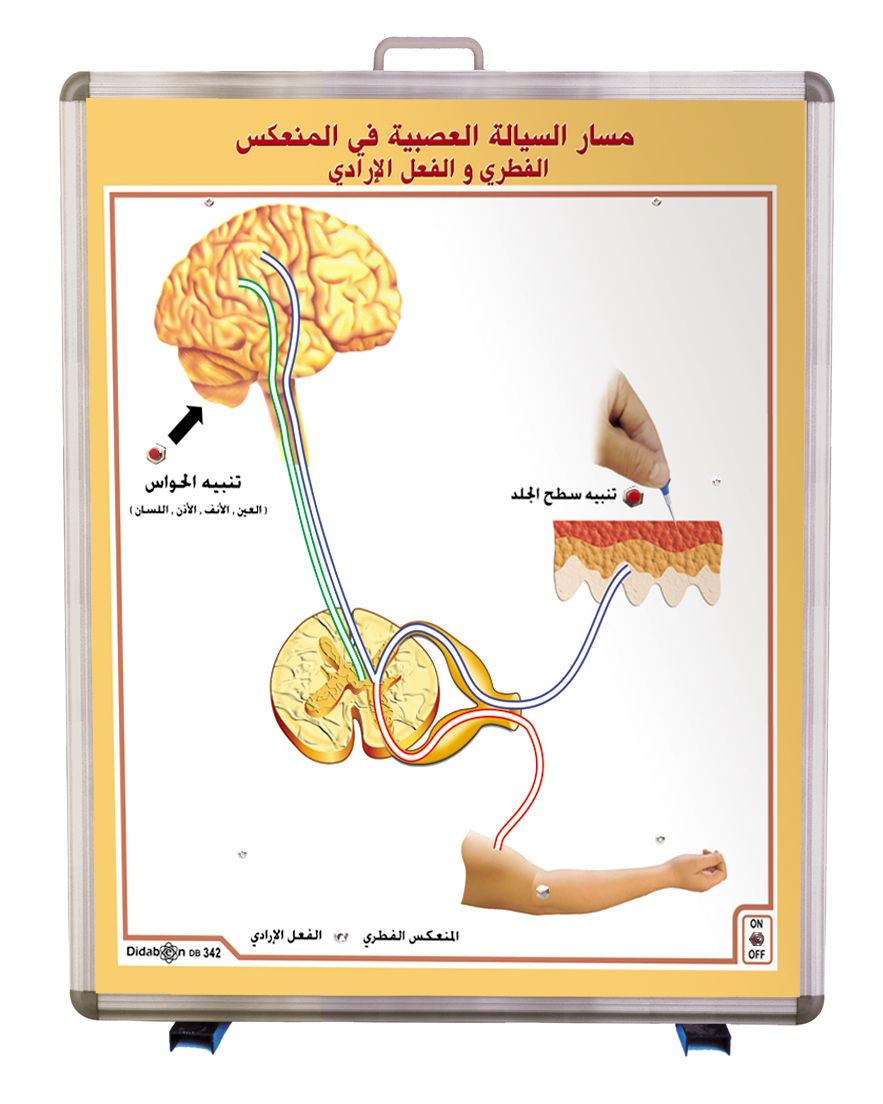 مسار السيالة العصبية في المنعكس
الفطري و الفعل الإرادي
تنبيه سطح الجلد
تنبيه الحواس
(العين , الأنف , الأذن , اللسان)
المنعكس الفطري
الفعل الإرادي
Didabon DB 342
ON
OFF